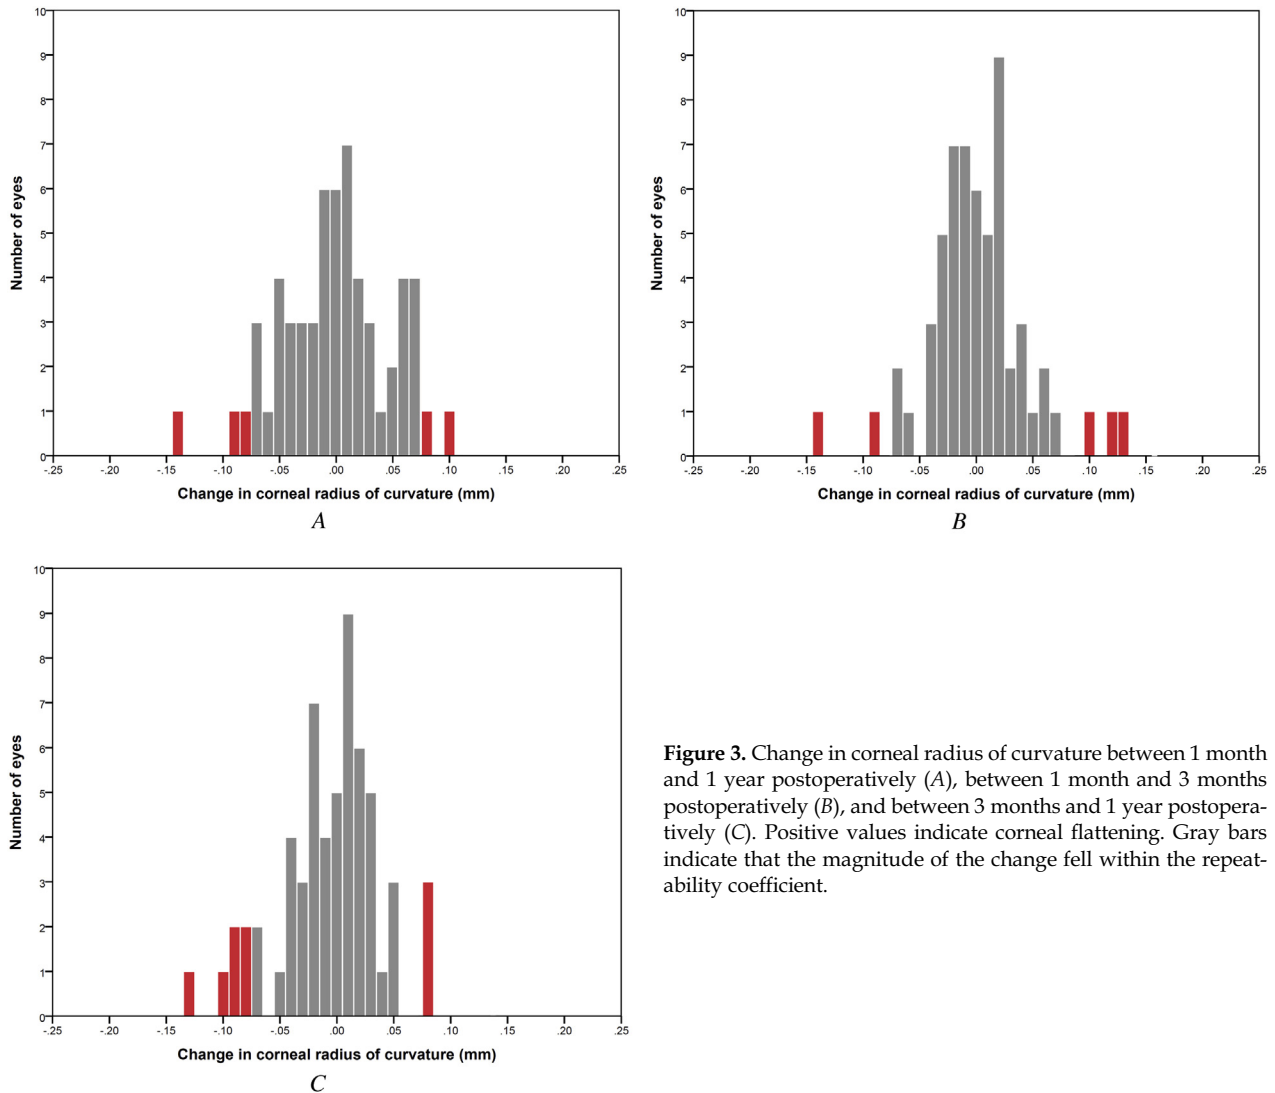 10
9
8
7
6
5
4
3
2
1
0
Number of eyes
-.25 -.20 -.15 -.10 -.05 .00 .05 .10 .15 .20 .25
Change in corneal radius of curvature (mm)
A
10
9
8
7
6
5
4
3
2
1
0
Number of eyes
-.25 -.20 -.15 -.10 -.05 .00 .05 .10 .15 .20 .25
Change in corneal radius of curvature (mm)
B
10
9
8
7
6
5
4
3
2
1
0
Number of eyes
-.25 -.20 -.15 -.10 -.05 .00 .05 .10 .15 .20 .25
Change in corneal radius of curvature (mm)
C
Figure 3. Change in corneal radius of curvature between 1 month
and 1 year postoperatively (A), between 1 month and 3 months
postoperatively (B), and between 3 months and 1 year postopera-
tively (C). Positive values indicate corneal flattening. Gray bars
indicate that the magnitude of the change fell within the repeat-
ability coefficient.